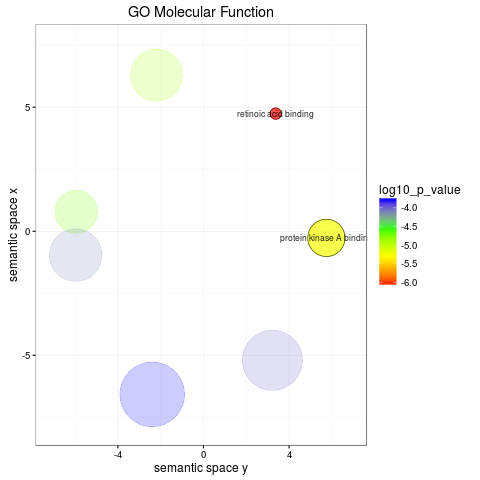 GO Molecular Function
retinoic acid binding
protein kinase A bindin
5
0
-5
-4
0
4
semantic space x
semantic space y
log10_p_value
-4.0
-4.5
-5.0
-5.5
-6.0